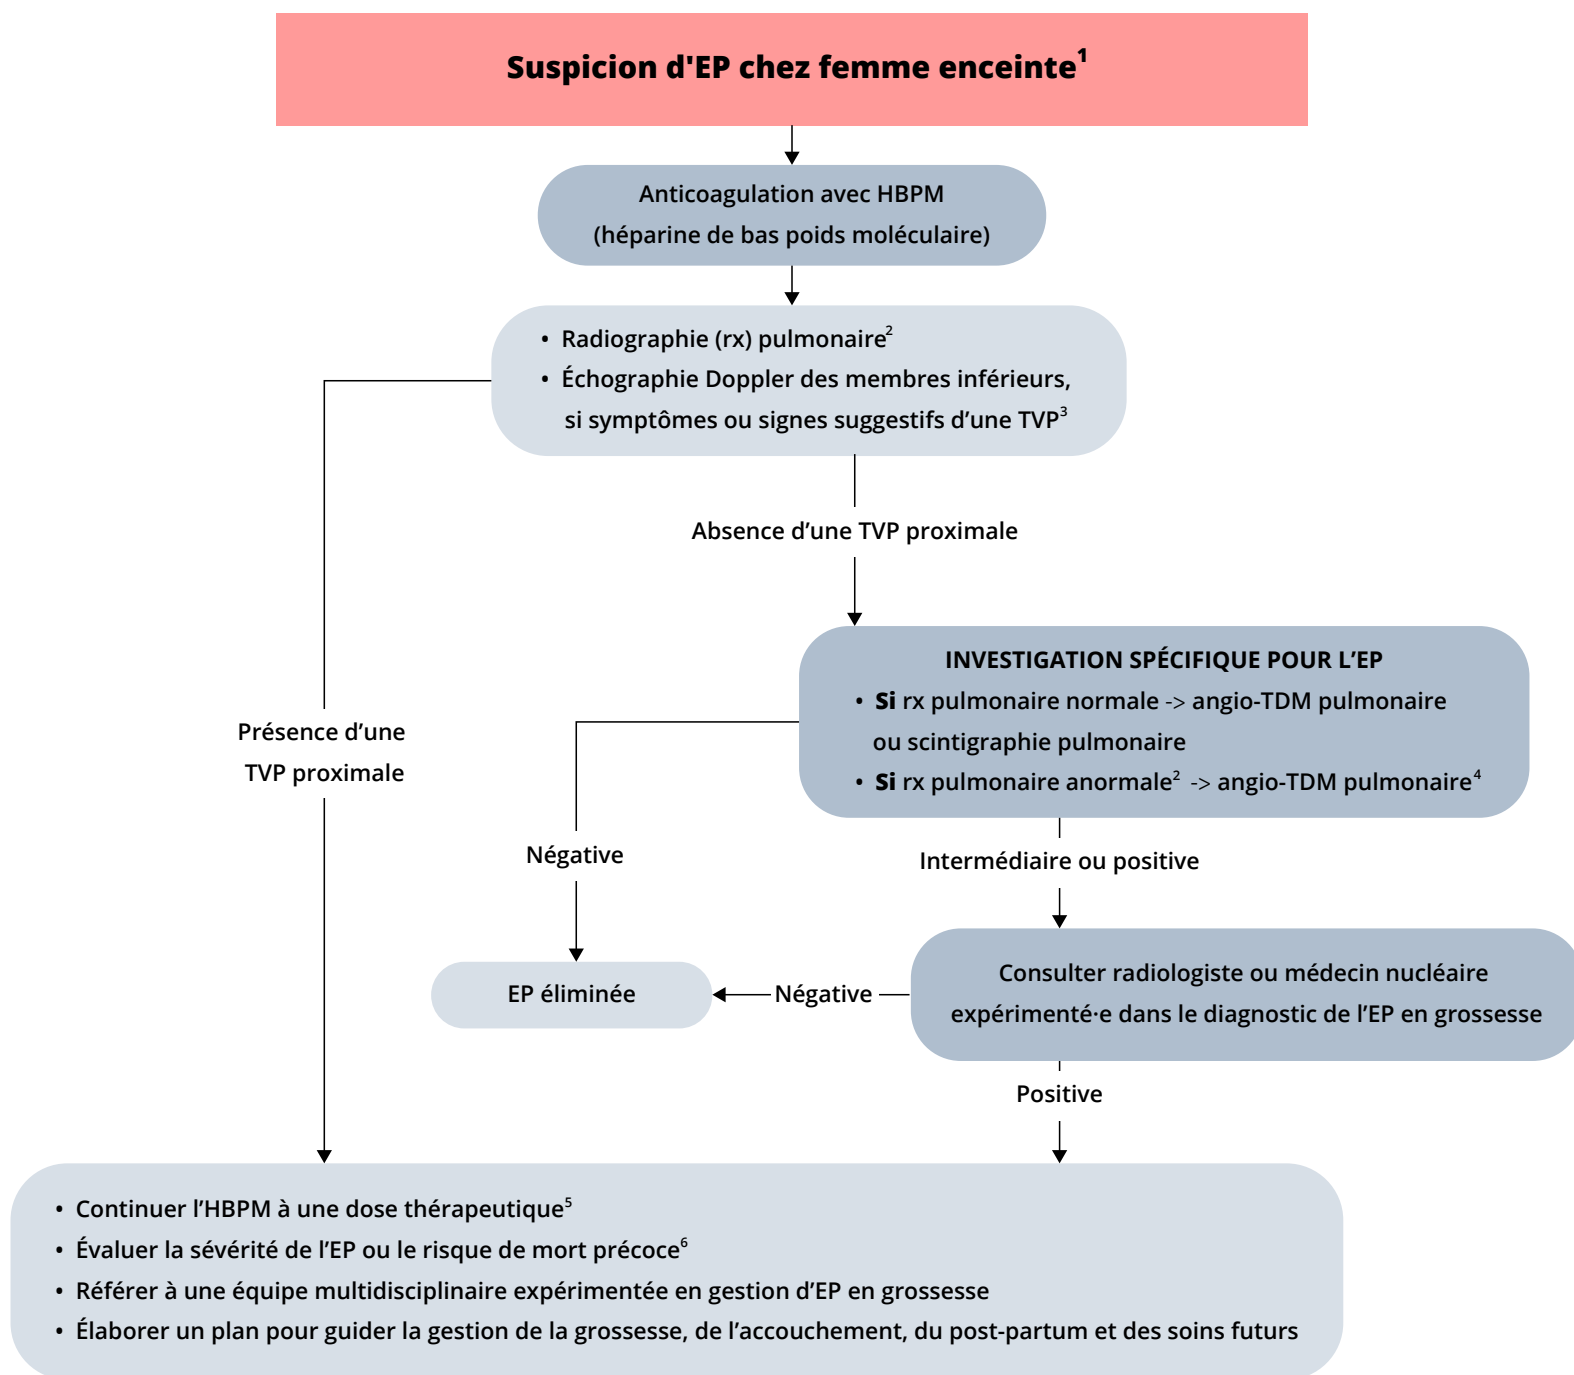 Suspicion d'EP chez femme enceinte¹
Anticoagulation avec HBPM
(héparine de bas poids moléculaire)
• Radiographie (rx) pulmonaire²
• Échographie Doppler des membres inférieurs,
si symptômes ou signes suggestifs d’une TVP³
Absence d’une TVP proximale
INVESTIGATION SPÉCIFIQUE POUR L’EP
• Si rx pulmonaire normale -> angio-TDM pulmonaire
ou scintigraphie pulmonaire
• Si rx pulmonaire anormale² -> angio-TDM pulmonaire⁴
Présence d’une
TVP proximale
Négative
Intermédiaire ou positive
Consulter radiologiste ou médecin nucléaire
expérimenté·e dans le diagnostic de l’EP en grossesse
Négative
EP éliminée
Positive
• Continuer l’HBPM à une dose thérapeutique⁵
• Évaluer la sévérité de l’EP ou le risque de mort précoce⁶
• Référer à une équipe multidisciplinaire expérimentée en gestion d’EP en grossesse
• Élaborer un plan pour guider la gestion de la grossesse, de l’accouchement, du post-partum et des soins futurs